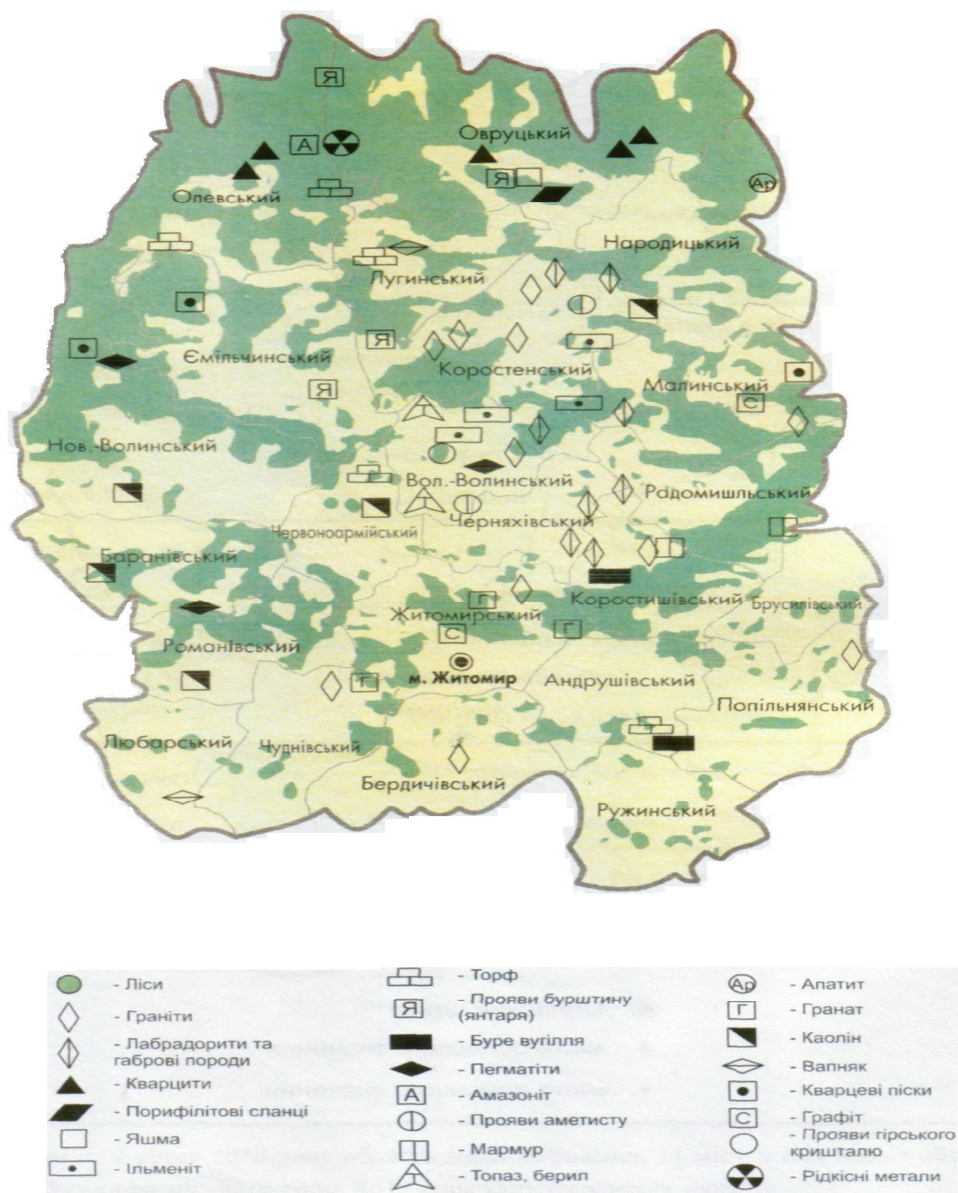 Я
А
Овруцький
Я
Ар
Олевський
Народицький
Лугинський
Я
Ємільчинський
Коростенський
Малинський
Я
С
Нов.-Волинський
Вол.-Волинський
Радомишльський
Черняхівський
Червоноармійський
Баранівський
Коростишівський
Брусилівський
Г
Житомирський
Г
С
Романівський
м. Житомир
Г
Андрушівський
Попільнянський
Любарський
Чуднівський
Бердичівський
Ружинський
- Ліси
- Граніти
- Лабрадорити та
габрові породи
- Кварцити
- Порифілітові сланці
- Яшма
- Ільменіт
- Торф
Я - Прояви бурштину
(янтаря)
- Буре вугілля
- Пегматіти
А - Амазоніт
- Прояви аметисту
- Мармур
- Топаз, берил
Ар - Апатит
Г - Гранат
- Каолін
- Вапняк
- Кварцеві піски
С - Графіт
- Прояви гірського
кришталю
- Рідкісні метали